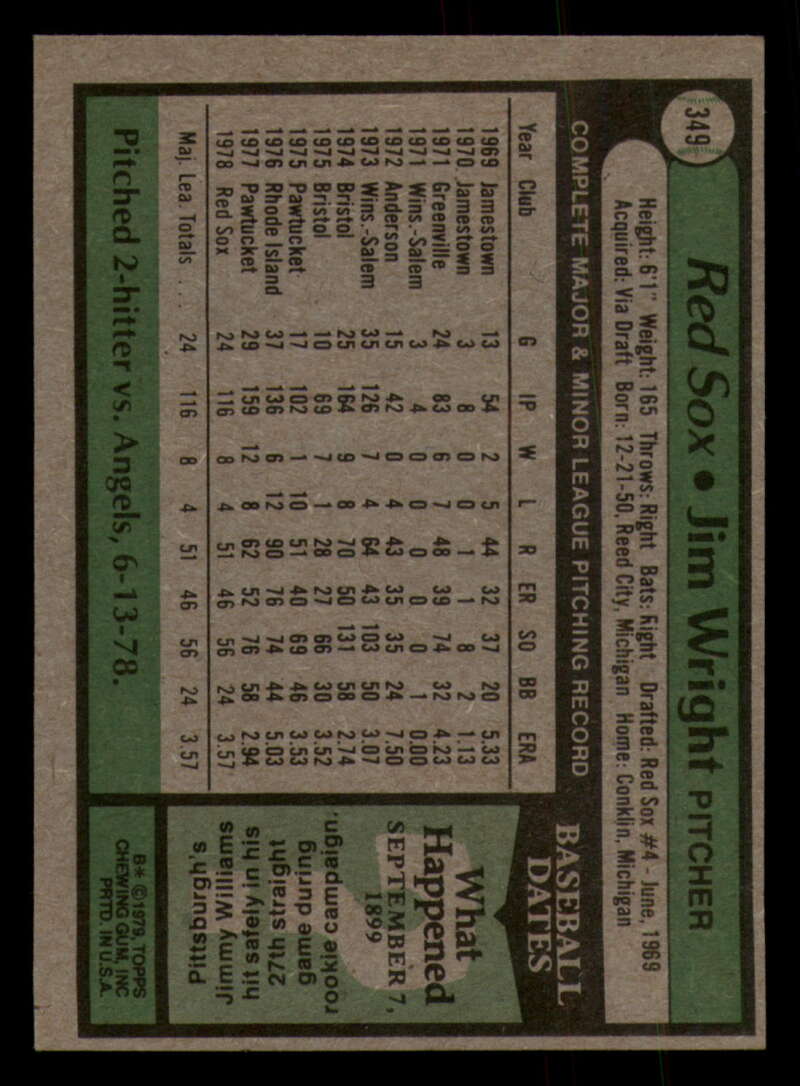 349
Red Sox • Jim Wright PITCHER
Height: 6'1" Weight: 165 Throws: Right Bats: Right Drafted: Red Sox #4 - June, 1969
Acquired: Via Draft Born: 12-21-50, Reed City, Michigan Home: Conklin, Michigan
COMPLETE MAJOR & MINOR LEAGUE PITCHING RECORD
Year Club G IP W L R ER SO BB ERA
1969 Jamestown 13 54 2 5 44 32 37 20 5.33
1970 Jamestown 3 8 0 0 1 1 8 2 1.13
1971 Greenville 24 83 6 7 48 39 74 32 4.23
1971 Wins.-Salem 3 4 0 0 0 0 0 1 0.00
1972 Anderson 15 42 0 4 43 35 35 24 7.50
1973 Wins.-Salem 35 126 7 4 64 43 103 50 3.07
1974 Bristol 25 164 9 8 70 50 131 58 2.74
1975 Bristol 10 69 7 1 28 27 66 30 3.52
1975 Pawtucket 17 102 1 10 51 40 69 46 3.53
1976 Rhode Island 37 136 6 12 90 76 74 44 5.03
1977 Pawtucket 29 159 12 8 62 52 76 58 2.94
1978 Red Sox 24 116 8 4 51 46 56 24 3.57
Maj. Lea. Totals ... 24 116 8 4 51 46 56 24 3.57
Pitched 2-hitter vs. Angels, 6-13-78.
BASEBALL
DATES
What
Happened
SEPTEMBER 7,
1899
Pittsburgh's
Jimmy Williams
hit safely in his
27th straight
game during
rookie campaign.
B* ©1979, TOPPS
CHEWING GUM, INC
PRTD. IN U.S.A.